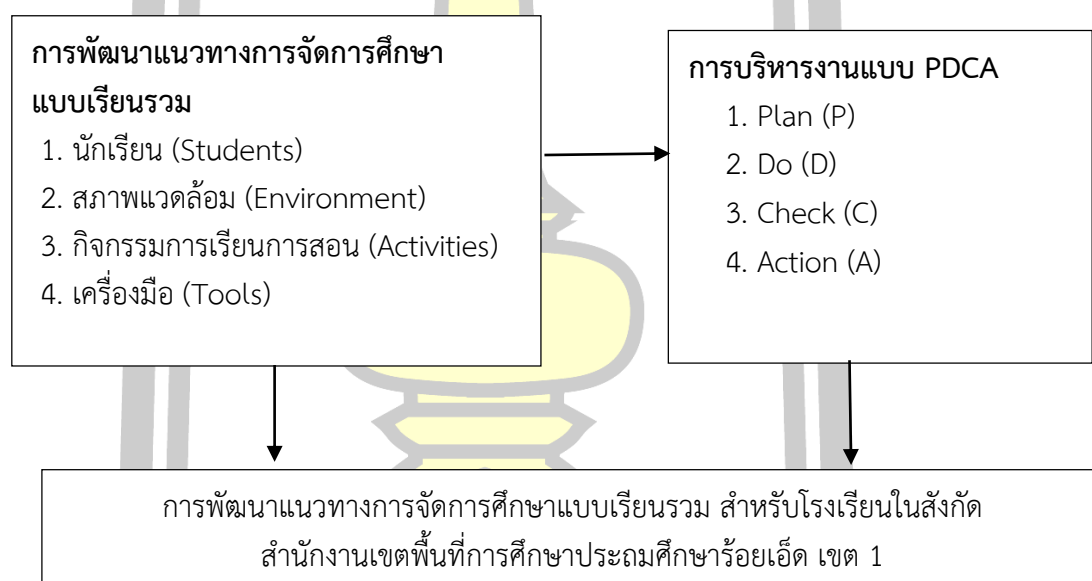 การพัฒนาแนวทางการจัดการศึกษา
แบบเรียนรวม
1. นักเรียน (Students)
2. สภาพแวดล้อม (Environment)
3. กิจกรรมการเรียนการสอน (Activities)
4. เครื่องมือ (Tools)
การบริหารงานแบบ PDCA
1. Plan (P)
2. Do (D)
3. Check (C)
4. Action (A)
การพัฒนาแนวทางการจัดการศึกษาแบบเรียนรวม สำหรับโรงเรียนในสังกัด
สำนักงานเขตพื้นที่การศึกษาประถมศึกษาร้อยเอ็ด เขต 1